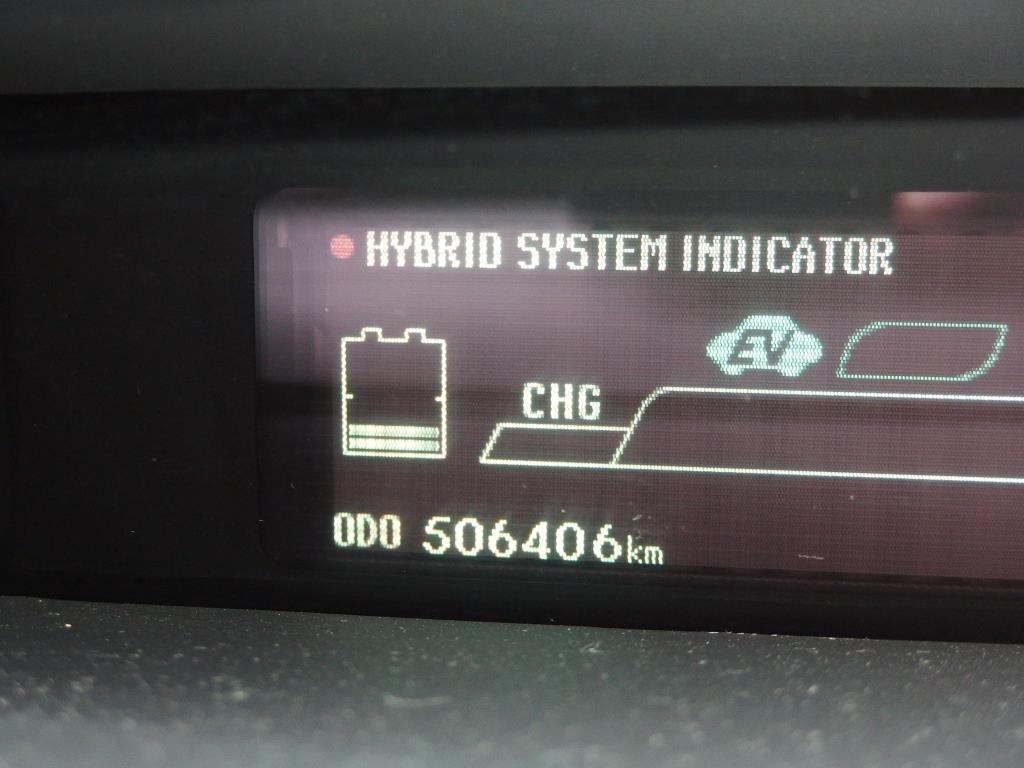 HYBRID SYSTEM INDICATOR
EV
CHG
ODO 506406km